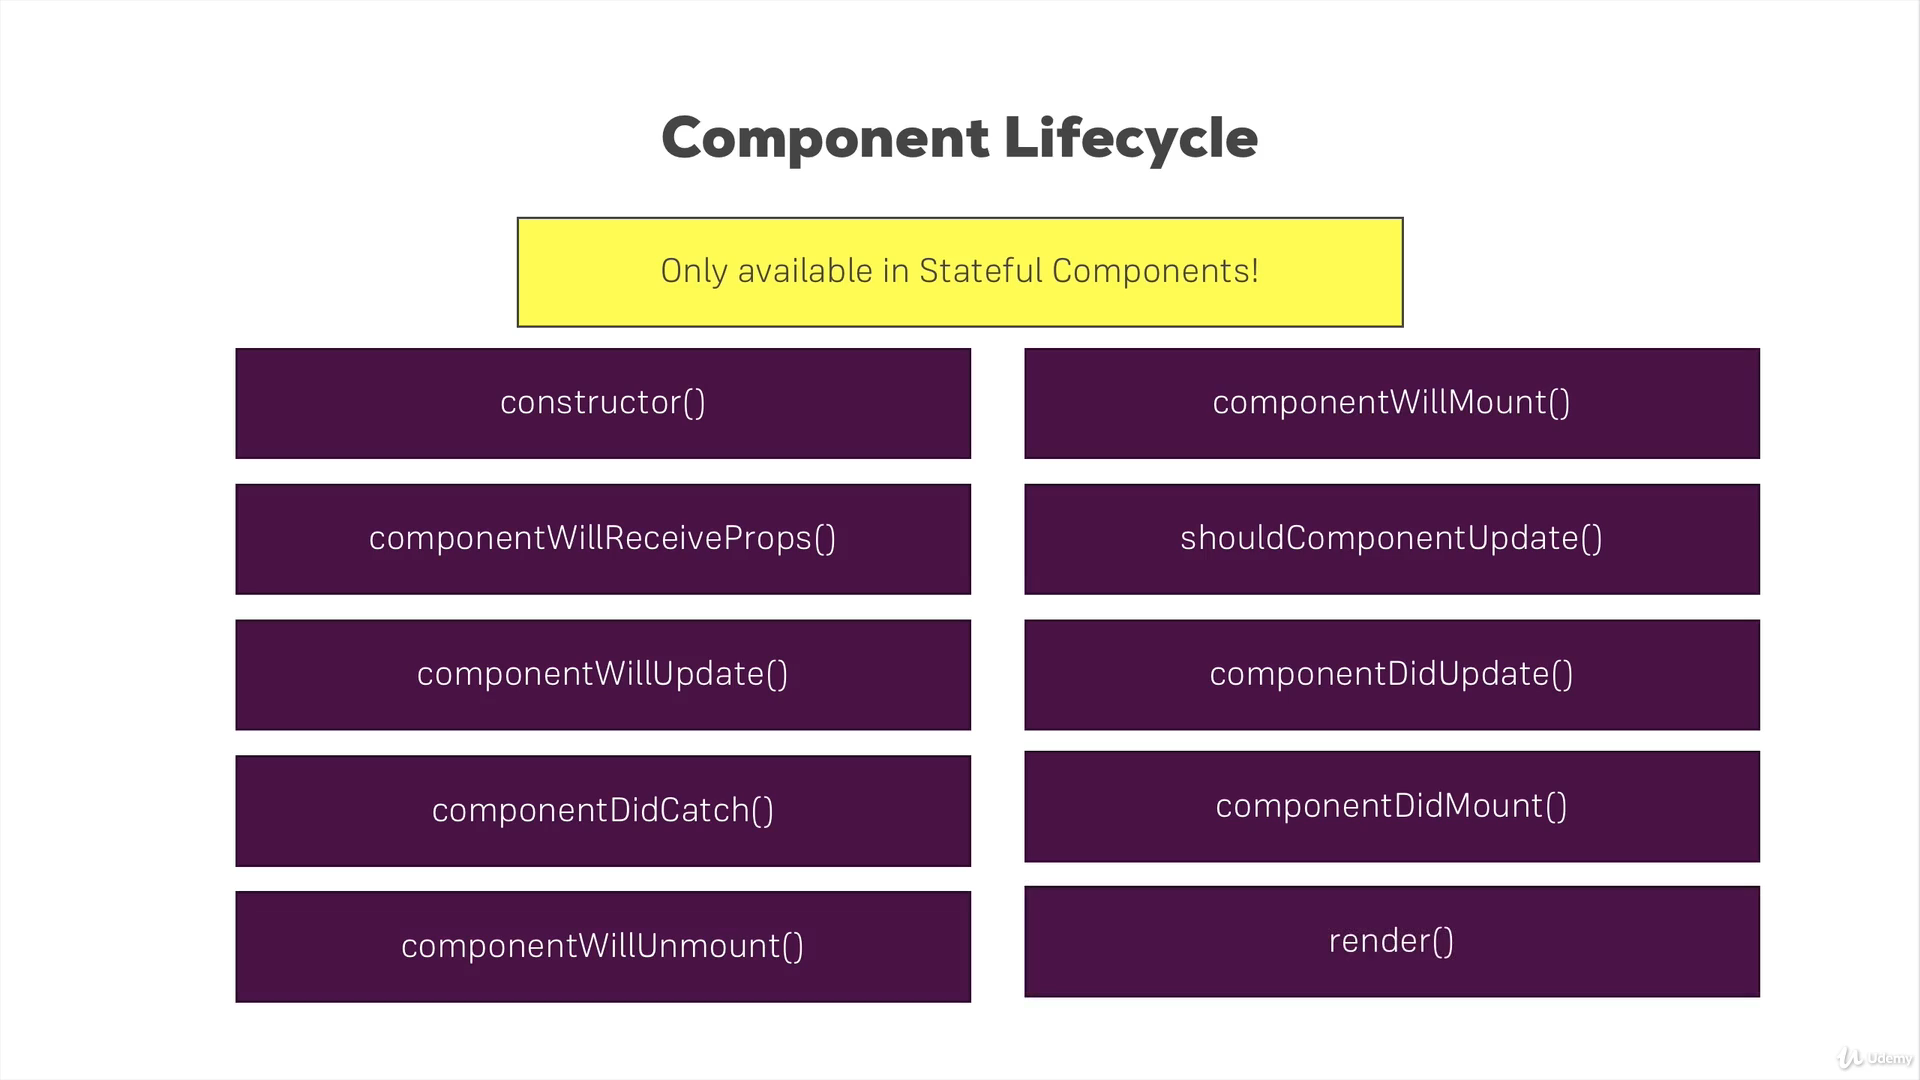 Component Lifecycle
Only available in Stateful Components!
constructor()
componentWillMount()
componentWillReceiveProps()
shouldComponentUpdate()
componentWillUpdate()
componentDidUpdate()
componentDidCatch()
componentDidMount()
componentWillUnmount()
render()
Udemy